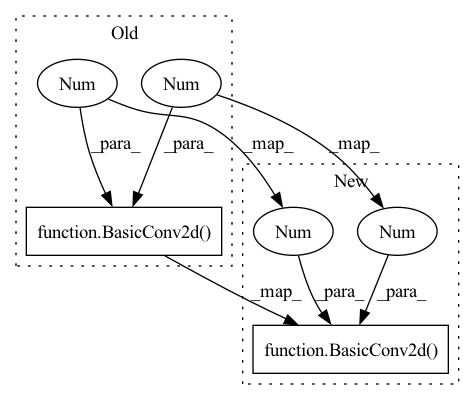 Old
Num
Num
_para_
_para_
_map_
_map_
New
function.BasicConv2d()
Num
Num
_map_
_para_
_para_
function.BasicConv2d()